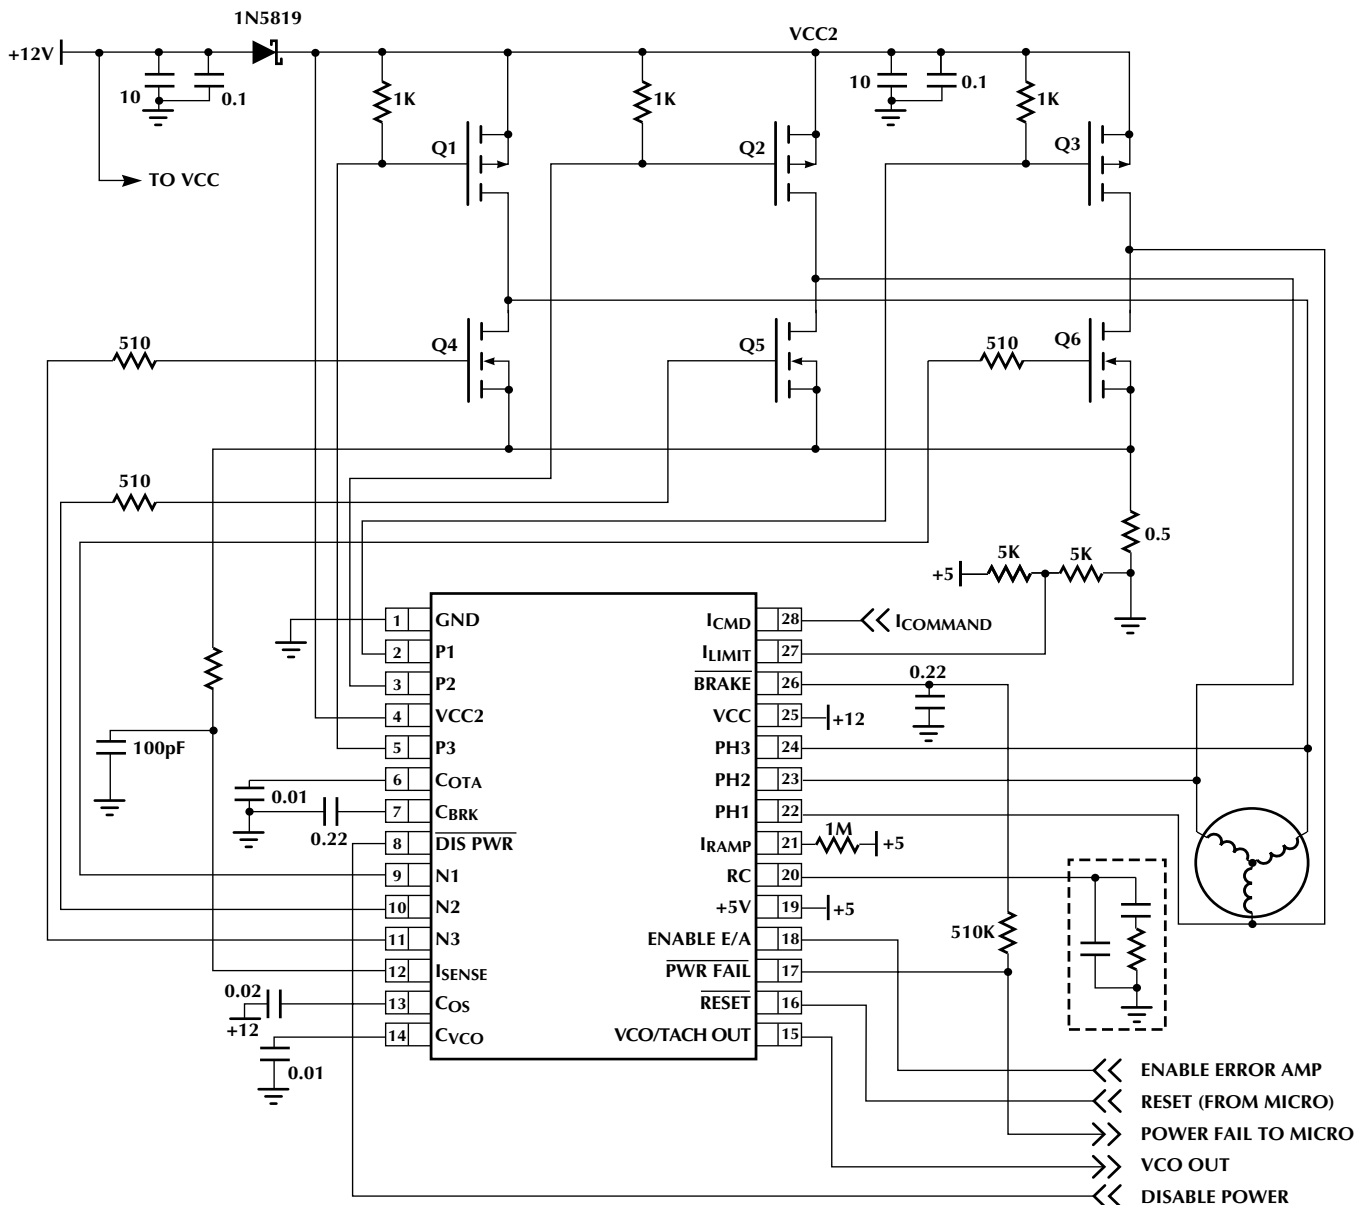 1N5819
+12V
VCC2
10
0.1
1K
1K
10
0.1
1K
Q1
Q2
Q3
TO VCC
510
Q4
Q5
510
Q6
510
0.5
+5
5K
5K
1 GND
ICMD 28
ICOMMAND
2 P1
ILIMIT 27
3 P2
BRAKE 26
0.22
4 VCC2
VCC 25
+12
100pF
5 P3
PH3 24
6 COTA
PH2 23
0.01
7 CBRK
PH1 22
0.22
8 DIS PWR
IRAMP 21
1M
+5
9 N1
RC 20
10 N2
+5V 19
+5
11 N3
ENABLE E/A 18
510K
12 ISENSE
PWR FAIL 17
0.02
+12
13 COS
RESET 16
14 CVCO
VCO/TACH OUT 15
0.01
ENABLE ERROR AMP
RESET (FROM MICRO)
POWER FAIL TO MICRO
VCO OUT
DISABLE POWER